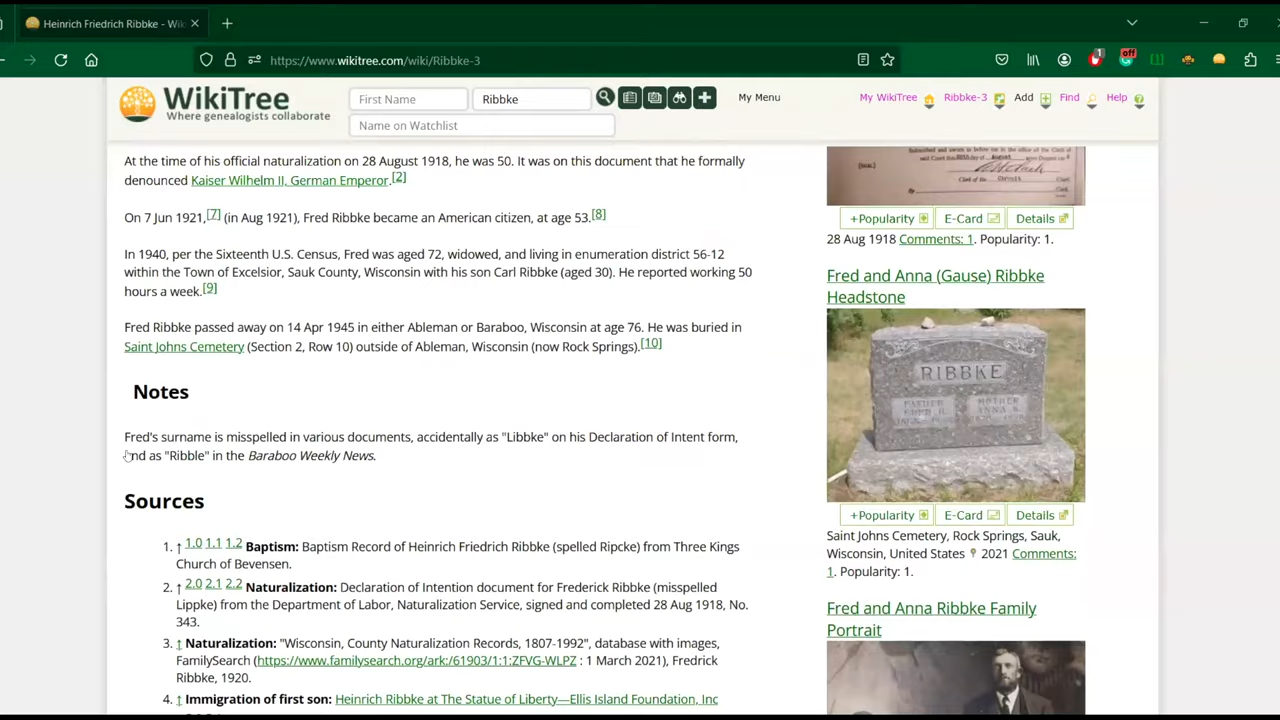 Heinrich Friedrich Ribbke - Wik
https://www.wikitree.com/wiki/Ribbke-3
1
off
WikiTree
Where genealogists collaborate
First Name
Ribbke
Name on Watchlist
My Menu
My WikiTree
Ribbke-3
Add
Find
Help
At the time of his official naturalization on 28 August 1918, he was 50. It was on this document that he formally
denounced Kaiser Wilhelm II, German Emperor.[2]
On 7 Jun 1921,[7] (in Aug 1921), Fred Ribbke became an American citizen, at age 53.[8]
In 1940, per the Sixteenth U.S. Census, Fred was aged 72, widowed, and living in enumeration district 56-12
within the Town of Excelsior, Sauk County, Wisconsin with his son Carl Ribbke (aged 30). He reported working 50
hours a week.[9]
Fred Ribbke passed away on 14 Apr 1945 in either Ableman or Baraboo, Wisconsin at age 76. He was buried in
Saint Johns Cemetery (Section 2, Row 10) outside of Ableman, Wisconsin (now Rock Springs).[10]
Notes
Fred's surname is misspelled in various documents, accidentally as "Libbke" on his Declaration of Intent form,
and as "Ribble" in the Baraboo Weekly News.
Sources
1. ↑ 1.0 1.1 1.2 Baptism: Baptism Record of Heinrich Friedrich Ribbke (spelled Ripcke) from Three Kings
Church of Bevensen.
2. ↑ 2.0 2.1 2.2 Naturalization: Declaration of Intention document for Frederick Ribbke (misspelled
Lippke) from the Department of Labor, Naturalization Service, signed and completed 28 Aug 1918, No.
343.
3. ↑ Naturalization: "Wisconsin, County Naturalization Records, 1807-1992", database with images,
FamilySearch (https://www.familysearch.org/ark:/61903/1:1:ZFVG-WLPZ : 1 March 2021), Fredrick
Ribbke, 1920.
4. ↑ Immigration of first son: Heinrich Ribbke at The Statue of Liberty—Ellis Island Foundation, Inc
+Popularity
E-Card
Details
28 Aug 1918 Comments: 1. Popularity: 1.
Fred and Anna (Gause) Ribbke
Headstone
RIBBKE
FATHER
MOTHER
+Popularity
E-Card
Details
Saint Johns Cemetery, Rock Springs, Sauk,
Wisconsin, United States 2021 Comments:
1. Popularity: 1.
Fred and Anna Ribbke Family
Portrait